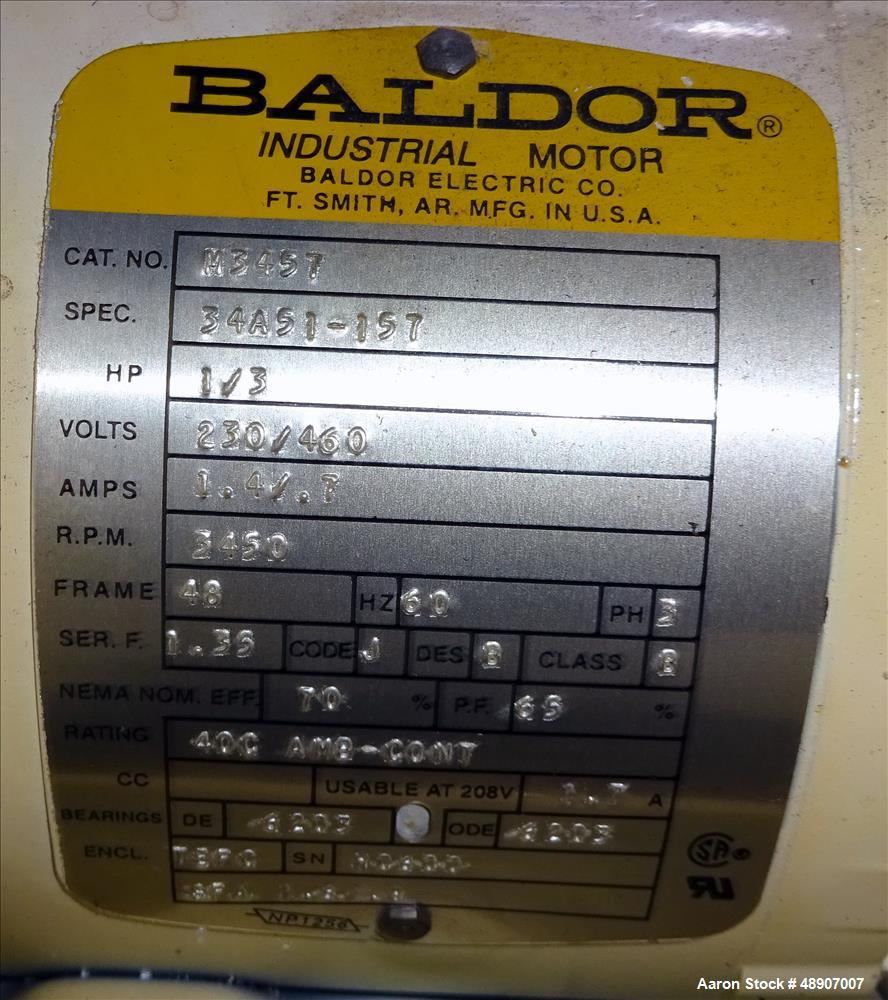 BALDOR®
INDUSTRIAL MOTOR
BALDOR ELECTRIC CO.
FT. SMITH, AR. MFG. IN U.S.A.
CAT. NO. M3457
SPEC. 34A51-157
HP 1/3
VOLTS 230/460
AMPS 1.4/.7
R.P.M. 3450
FRAME 48 HZ 60 PH 3
SER. F. 1.35 CODE J DES B CLASS B
NEMA NOM. EFF. 70 % P.F. 65 %
RATING 40C AMB-CONT
CC USABLE AT 208V A
BEARINGS DE 6203 ODE 6203
ENCL. SN
NP1256
Aaron Stock # 48907007